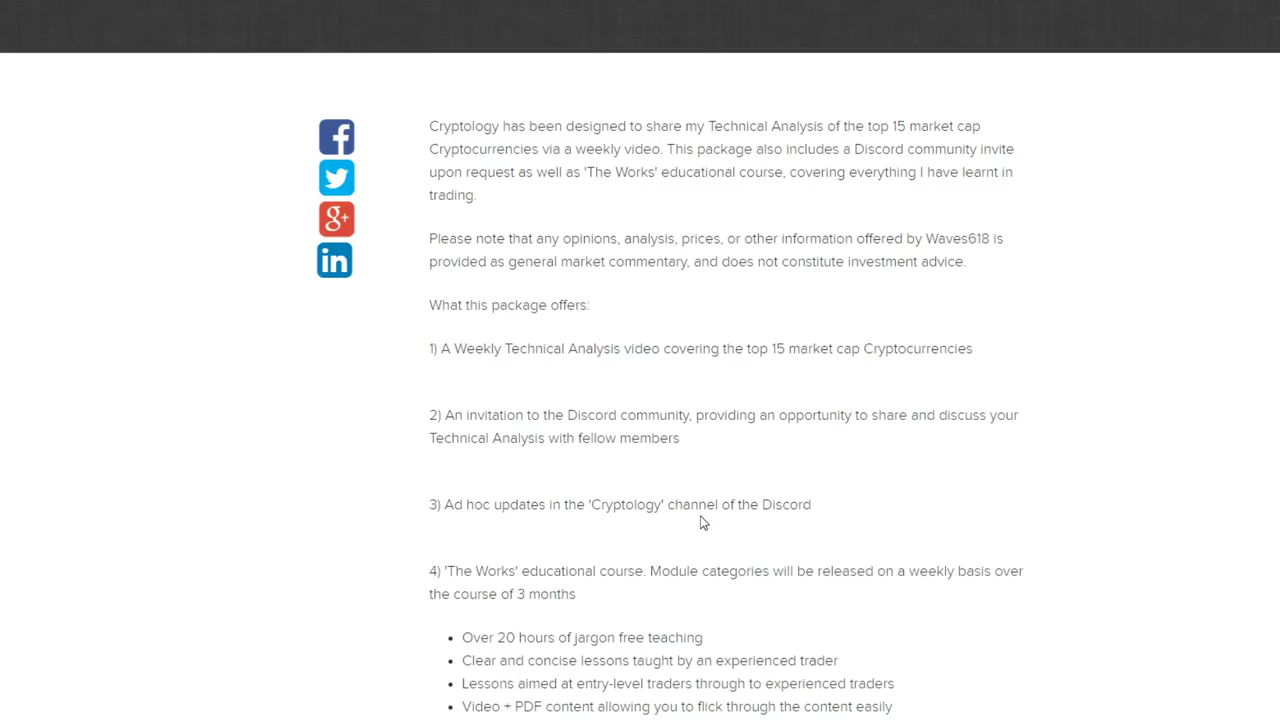 Cryptology has been designed to share my Technical Analysis of the top 15 market cap
Cryptocurrencies via a weekly video. This package also includes a Discord community invite
upon request as well as 'The Works' educational course, covering everything I have learnt in
trading.
Please note that any opinions, analysis, prices, or other information offered by Waves618 is
provided as general market commentary, and does not constitute investment advice.
What this package offers:
1) A Weekly Technical Analysis video covering the top 15 market cap Cryptocurrencies
2) An invitation to the Discord community, providing an opportunity to share and discuss your
Technical Analysis with fellow members
3) Ad hoc updates in the 'Cryptology' channel of the Discord
4) 'The Works' educational course. Module categories will be released on a weekly basis over
the course of 3 months
• Over 20 hours of jargon free teaching
• Clear and concise lessons taught by an experienced trader
• Lessons aimed at entry-level traders through to experienced traders
• Video + PDF content allowing you to flick through the content easily
f
g+
in